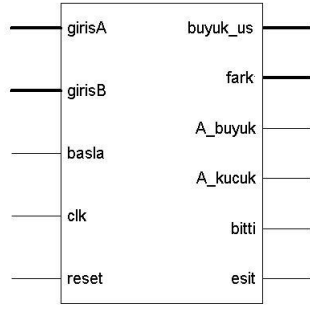 girisA
buyuk_us
fark
girisB
A_buyuk
basla
A_kucuk
clk
bitti
reset
esit